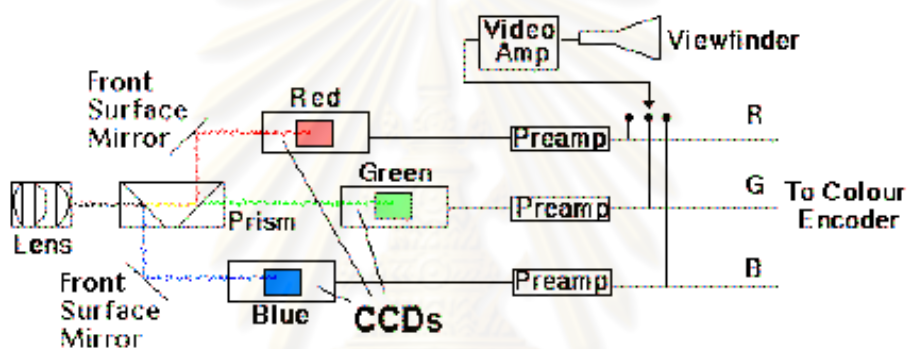 Video
Amp
Viewfinder
Front
Surface
Mirror
Red
Preamp
R
Green
Lens
Prism
Preamp
G
To Colour
Encoder
Front
Surface
Mirror
Blue
CCDs
Preamp
B